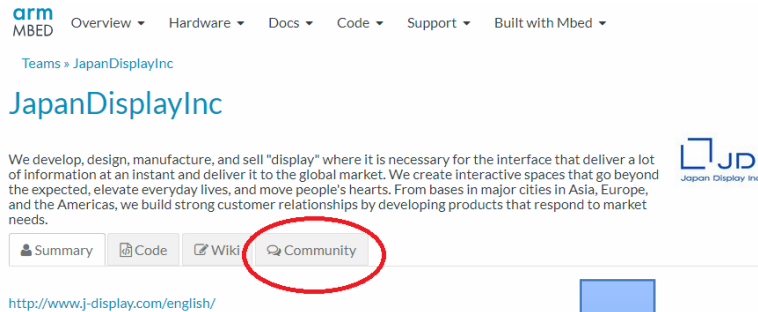 arm
MBED
Overview Hardware Docs Code Support Built with Mbed
Teams » JapanDisplayInc
JapanDisplayInc
We develop, design, manufacture, and sell "display" where it is necessary for the interface that deliver a lot
of information at an instant and deliver it to the global market. We create interactive spaces that go beyond
the expected, elevate everyday lives, and move people's hearts. From bases in major cities in Asia, Europe,
and the Americas, we build strong customer relationships by developing products that respond to market
needs.
JD
Japan Display Inc
Summary Code Wiki Community
http://www.j-display.com/english/